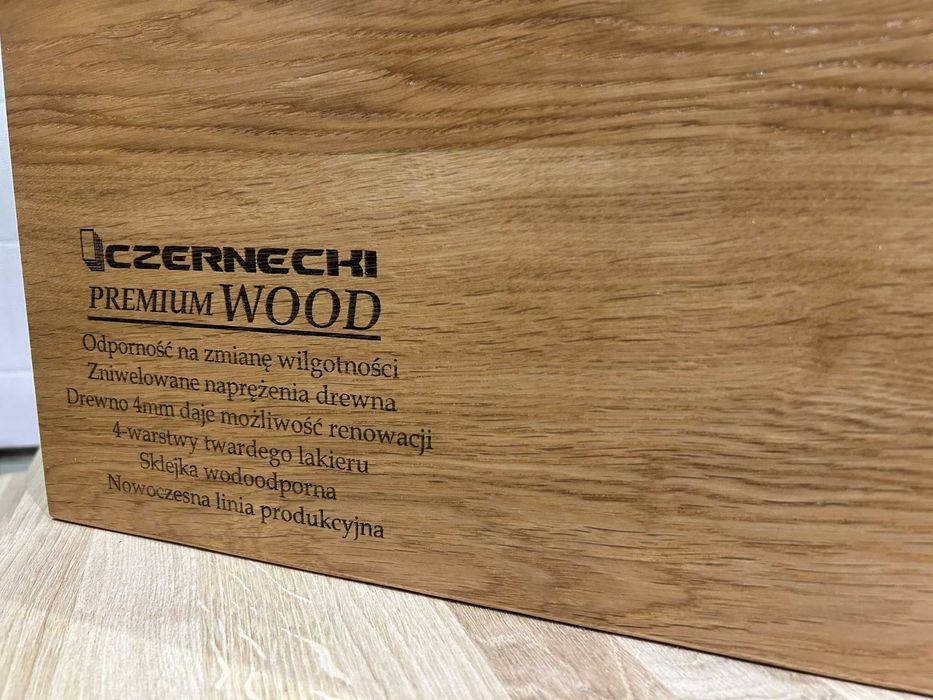 CZERNECKI
PREMIUM WOOD
Odporność na zmianę wilgotności
Zniwelowane naprężenia drewna
Drewno 4mm daje możliwość renowacji
4-warstwy twardego lakieru
Sklejka wodoodporna
Nowoczesna linia produkcyjna